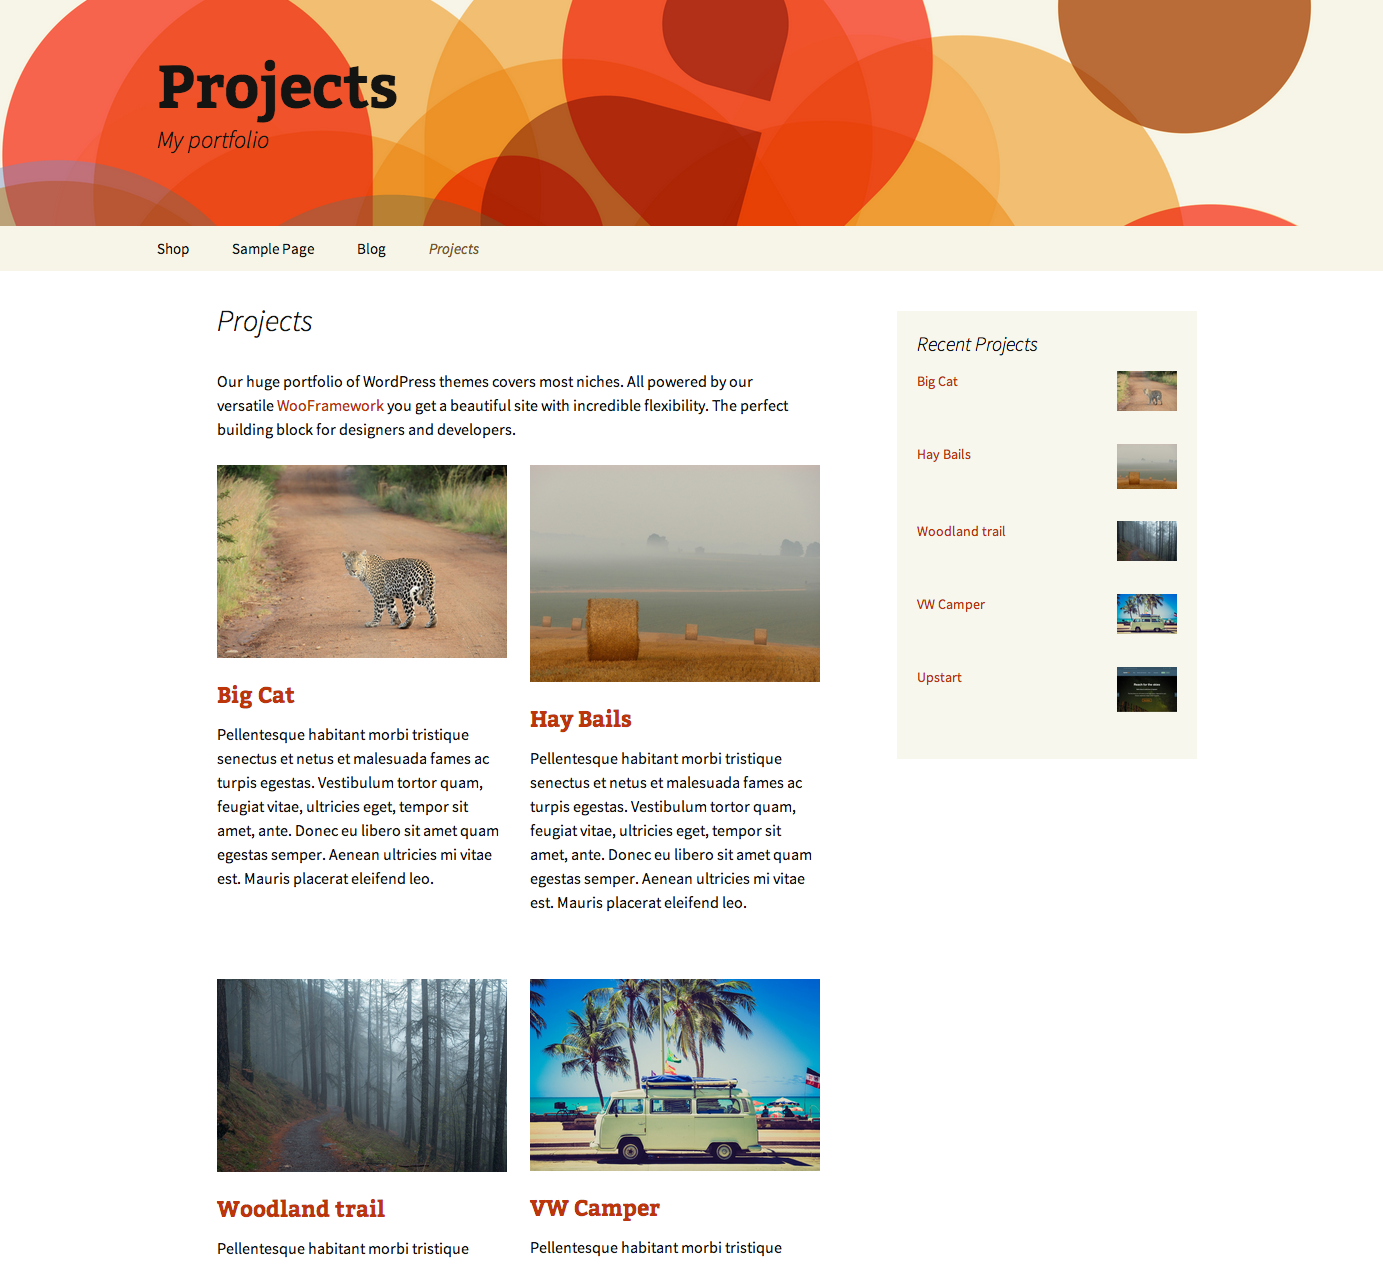 Projects
My portfolio
Shop
Sample Page
Blog
Projects
Projects
Our huge portfolio of WordPress themes covers most niches. All powered by our
versatile WooFramework you get a beautiful site with incredible flexibility. The perfect
building block for designers and developers.
Big Cat
Pellentesque habitant morbi tristique
senectus et netus et malesuada fames ac
turpis egestas. Vestibulum tortor quam,
feugiat vitae, ultricies eget, tempor sit
amet, ante. Donec eu libero sit amet quam
egestas semper. Aenean ultricies mi vitae
est. Mauris placerat eleifend leo.
Hay Bails
Pellentesque habitant morbi tristique
senectus et netus et malesuada fames ac
turpis egestas. Vestibulum tortor quam,
feugiat vitae, ultricies eget, tempor sit
amet, ante. Donec eu libero sit amet quam
egestas semper. Aenean ultricies mi vitae
est. Mauris placerat eleifend leo.
Woodland trail
Pellentesque habitant morbi tristique
VW Camper
Pellentesque habitant morbi tristique
Recent Projects
Big Cat
Hay Bails
Woodland trail
VW Camper
Upstart